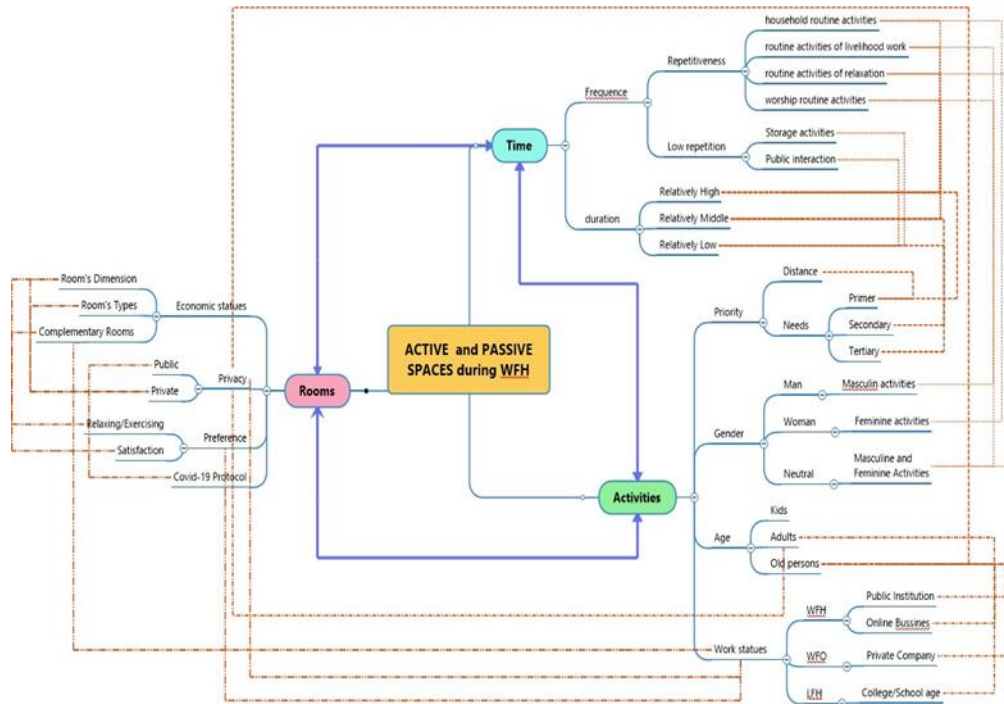 household routine activities
routine activities of livelihood work
routine activities of relaxation
worship routine activities
Repetitiveness
Frequence
Low repetition
Storage activities
Public interaction
Time
duration
Relatively High
Relatively Middle
Relatively Low
Room's Dimension
Room's Types
Complementary Rooms
Economic statues
Public
Private
Privacy
Relaxing/Exercising
Satisfaction
Preference
Covid-19 Protocol
Rooms
ACTIVE and PASSIVE
SPACES during WFH
Activities
Priority
Distance
Needs
Primer
Secondary
Tertiary
Gender
Man
Masculin activities
Woman
Feminine activities
Neutral
Masculine and
Feminine Activities
Age
Kids
Adults
Old persons
Work statues
WFH
Public Institution
Online Bussines
WFO
Private Company
LFH
College/School age